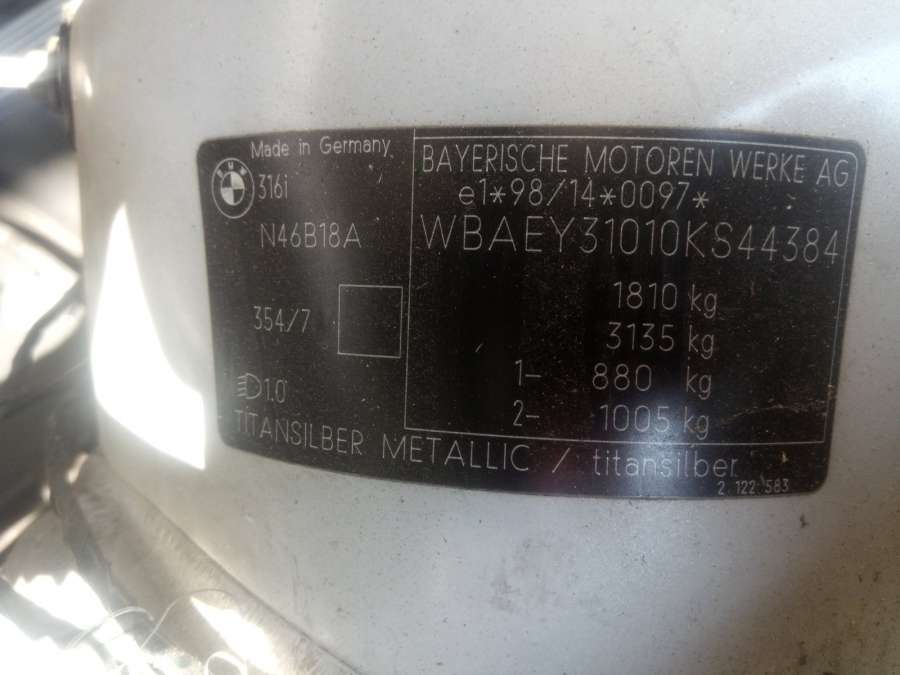 Made in Germany
BMW
316i
N46B18A
354/7
1.0
BAYERISCHE MOTOREN WERKE AG
e1*98/14*0097*
WBAEY31010KS44384
1810 kg
3135 kg
1- 880 kg
2- 1005 kg
TITANSILBER METALLIC / titansilber
2 122 583